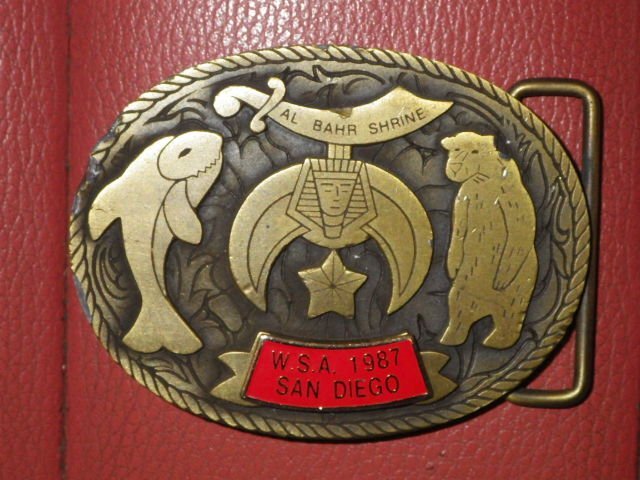 AL BAHR SHRINE
W.S.A. 1987
SAN DIEGO